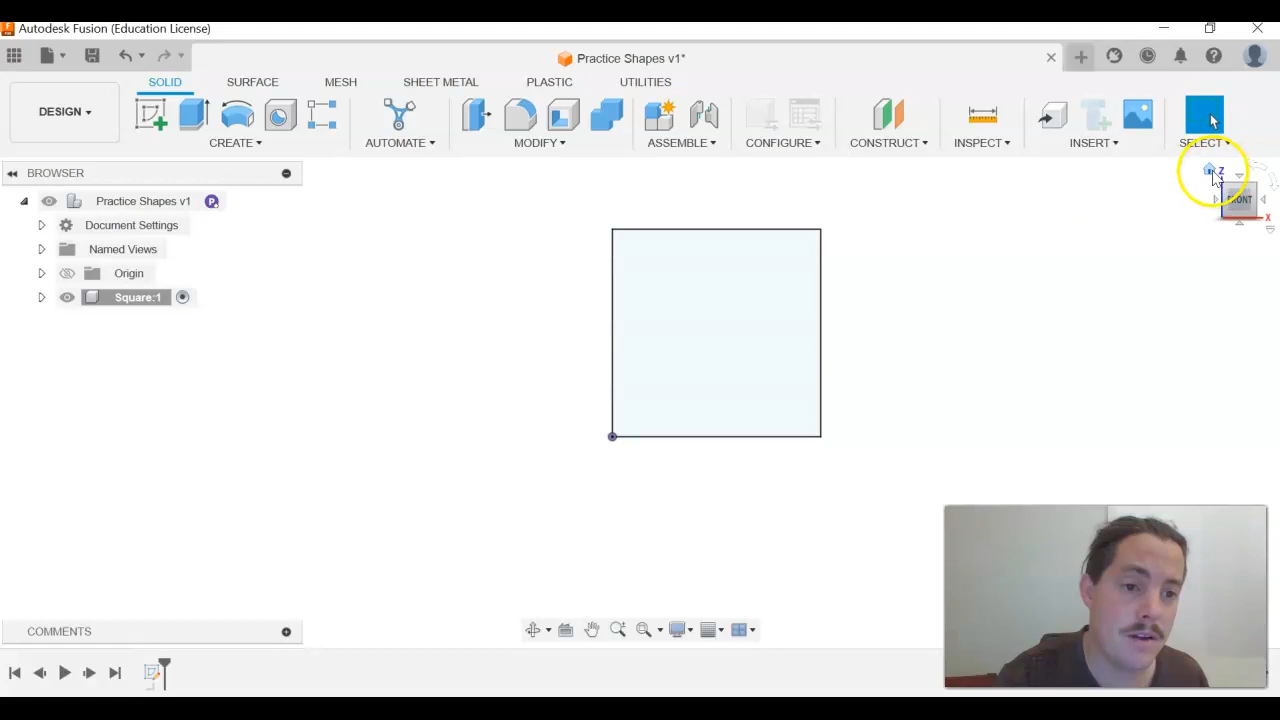 Autodesk Fusion (Education License)
Practice Shapes v1*
DESIGN
SOLID SURFACE MESH SHEET METAL PLASTIC UTILITIES
CREATE AUTOMATE MODIFY ASSEMBLE CONFIGURE CONSTRUCT INSPECT INSERT SELECT
BROWSER
Practice Shapes v1 P
Document Settings
Named Views
Origin
Square:1
Z
FRONT
X
COMMENTS